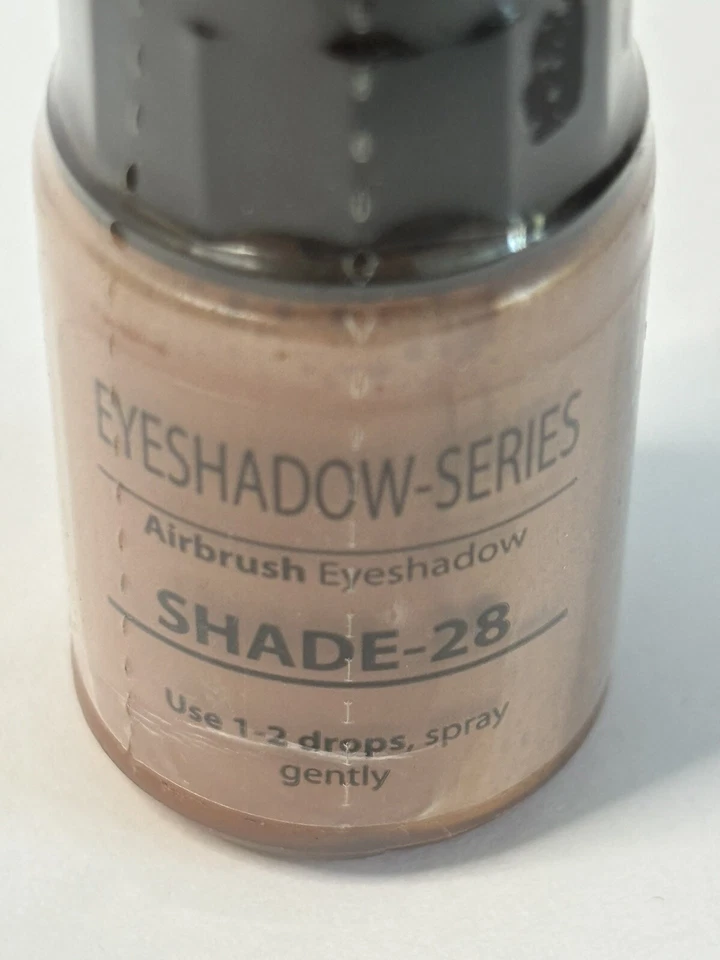 EYESHADOW-SERIES
Airbrush Eyeshadow
SHADE-28
Use 1-2 drops, spray
gently